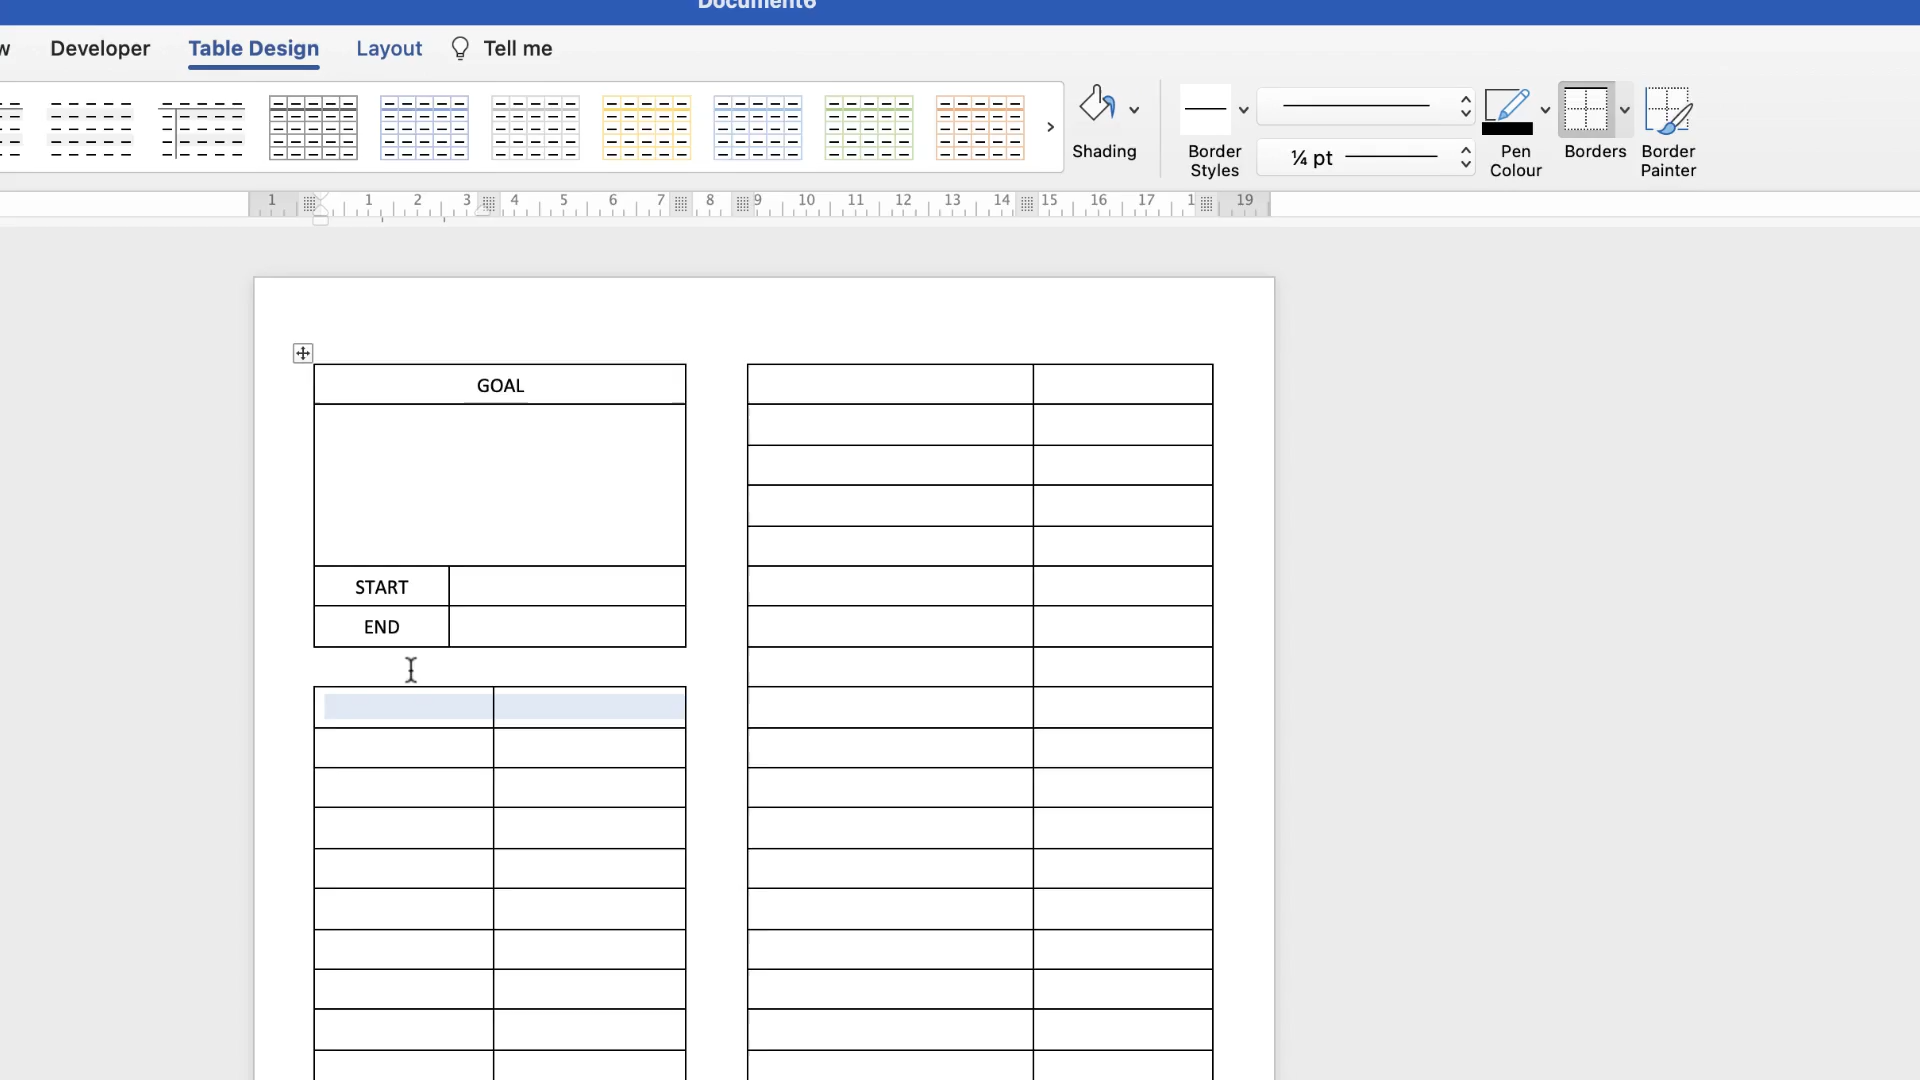 Document6
w Developer Table Design Layout Tell me
Shading
Border Styles
¼ pt
Pen Colour
Borders
Border Painter
1 1 2 3 4 5 6 7 8 9 10 11 12 13 14 15 16 17 1 19
GOAL
START
END